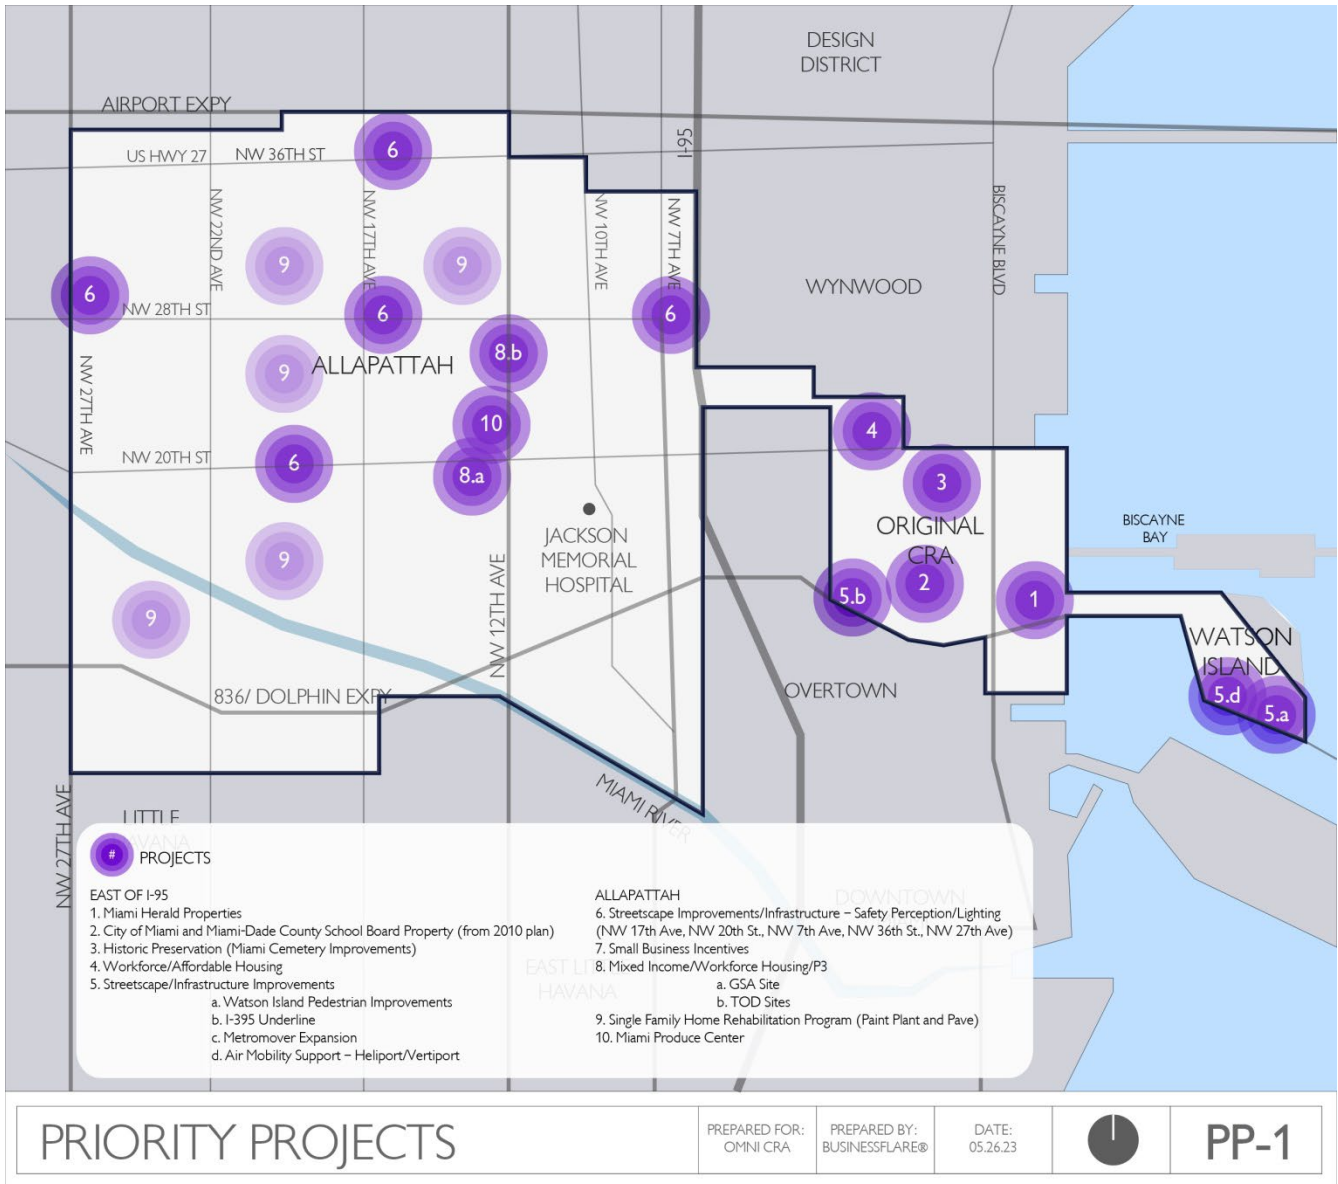 DESIGN
DISTRICT
AIRPORT EXPY
US HWY 27
NW 36TH ST
6
I-95
NW 22ND AVE
NW 17TH AVE
NW 10TH AVE
NW 7TH AVE
BISCAYNE BLVD
9
9
6
NW 28TH ST
6
6
WYNWOOD
NW 27TH AVE
ALLAPATTAH
8.b
9
10
4
NW 20TH ST
6
8.a
3
JACKSON
MEMORIAL
HOSPITAL
ORIGINAL
CRA
BISCAYNE
BAY
9
NW 12TH AVE
5.b
2
1
9
WATSON
ISLAND
836/ DOLPHIN EXPY
OVERTOWN
5.d
5.a
MIAMI RIVER
NW 27TH AVE
LITTLE
HAVANA
DOWNTOWN
EAST LITTLE
HAVANA
# PROJECTS
EAST OF I-95
1. Miami Herald Properties
2. City of Miami and Miami-Dade County School Board Property (from 2010 plan)
3. Historic Preservation (Miami Cemetery Improvements)
4. Workforce/Affordable Housing
5. Streetscape/Infrastructure Improvements
a. Watson Island Pedestrian Improvements
b. I-395 Underline
c. Metromover Expansion
d. Air Mobility Support – Heliport/Vertiport
ALLAPATTAH
6. Streetscape Improvements/Infrastructure – Safety Perception/Lighting
(NW 17th Ave, NW 20th St., NW 7th Ave, NW 36th St., NW 27th Ave)
7. Small Business Incentives
8. Mixed Income/Workforce Housing/P3
a. GSA Site
b. TOD Sites
9. Single Family Home Rehabilitation Program (Paint Plant and Pave)
10. Miami Produce Center
PRIORITY PROJECTS
PREPARED FOR:
OMNI CRA
PREPARED BY:
BUSINESSFLARE®
DATE:
05.26.23
PP-1